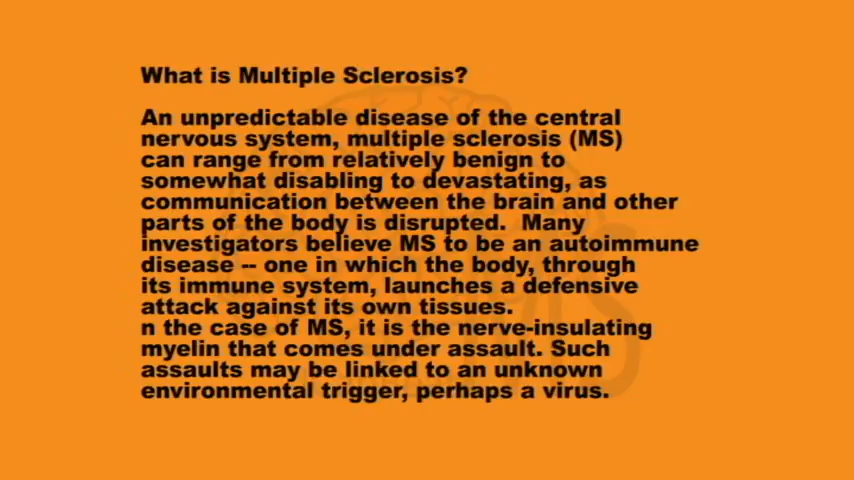 What is Multiple Sclerosis?
An unpredictable disease of the central
nervous system, multiple sclerosis (MS)
can range from relatively benign to
somewhat disabling to devastating, as
communication between the brain and other
parts of the body is disrupted.  Many
investigators believe MS to be an autoimmune
disease -- one in which the body, through
its immune system, launches a defensive
attack against its own tissues.
n the case of MS, it is the nerve-insulating
myelin that comes under assault. Such
assaults may be linked to an unknown
environmental trigger, perhaps a virus.